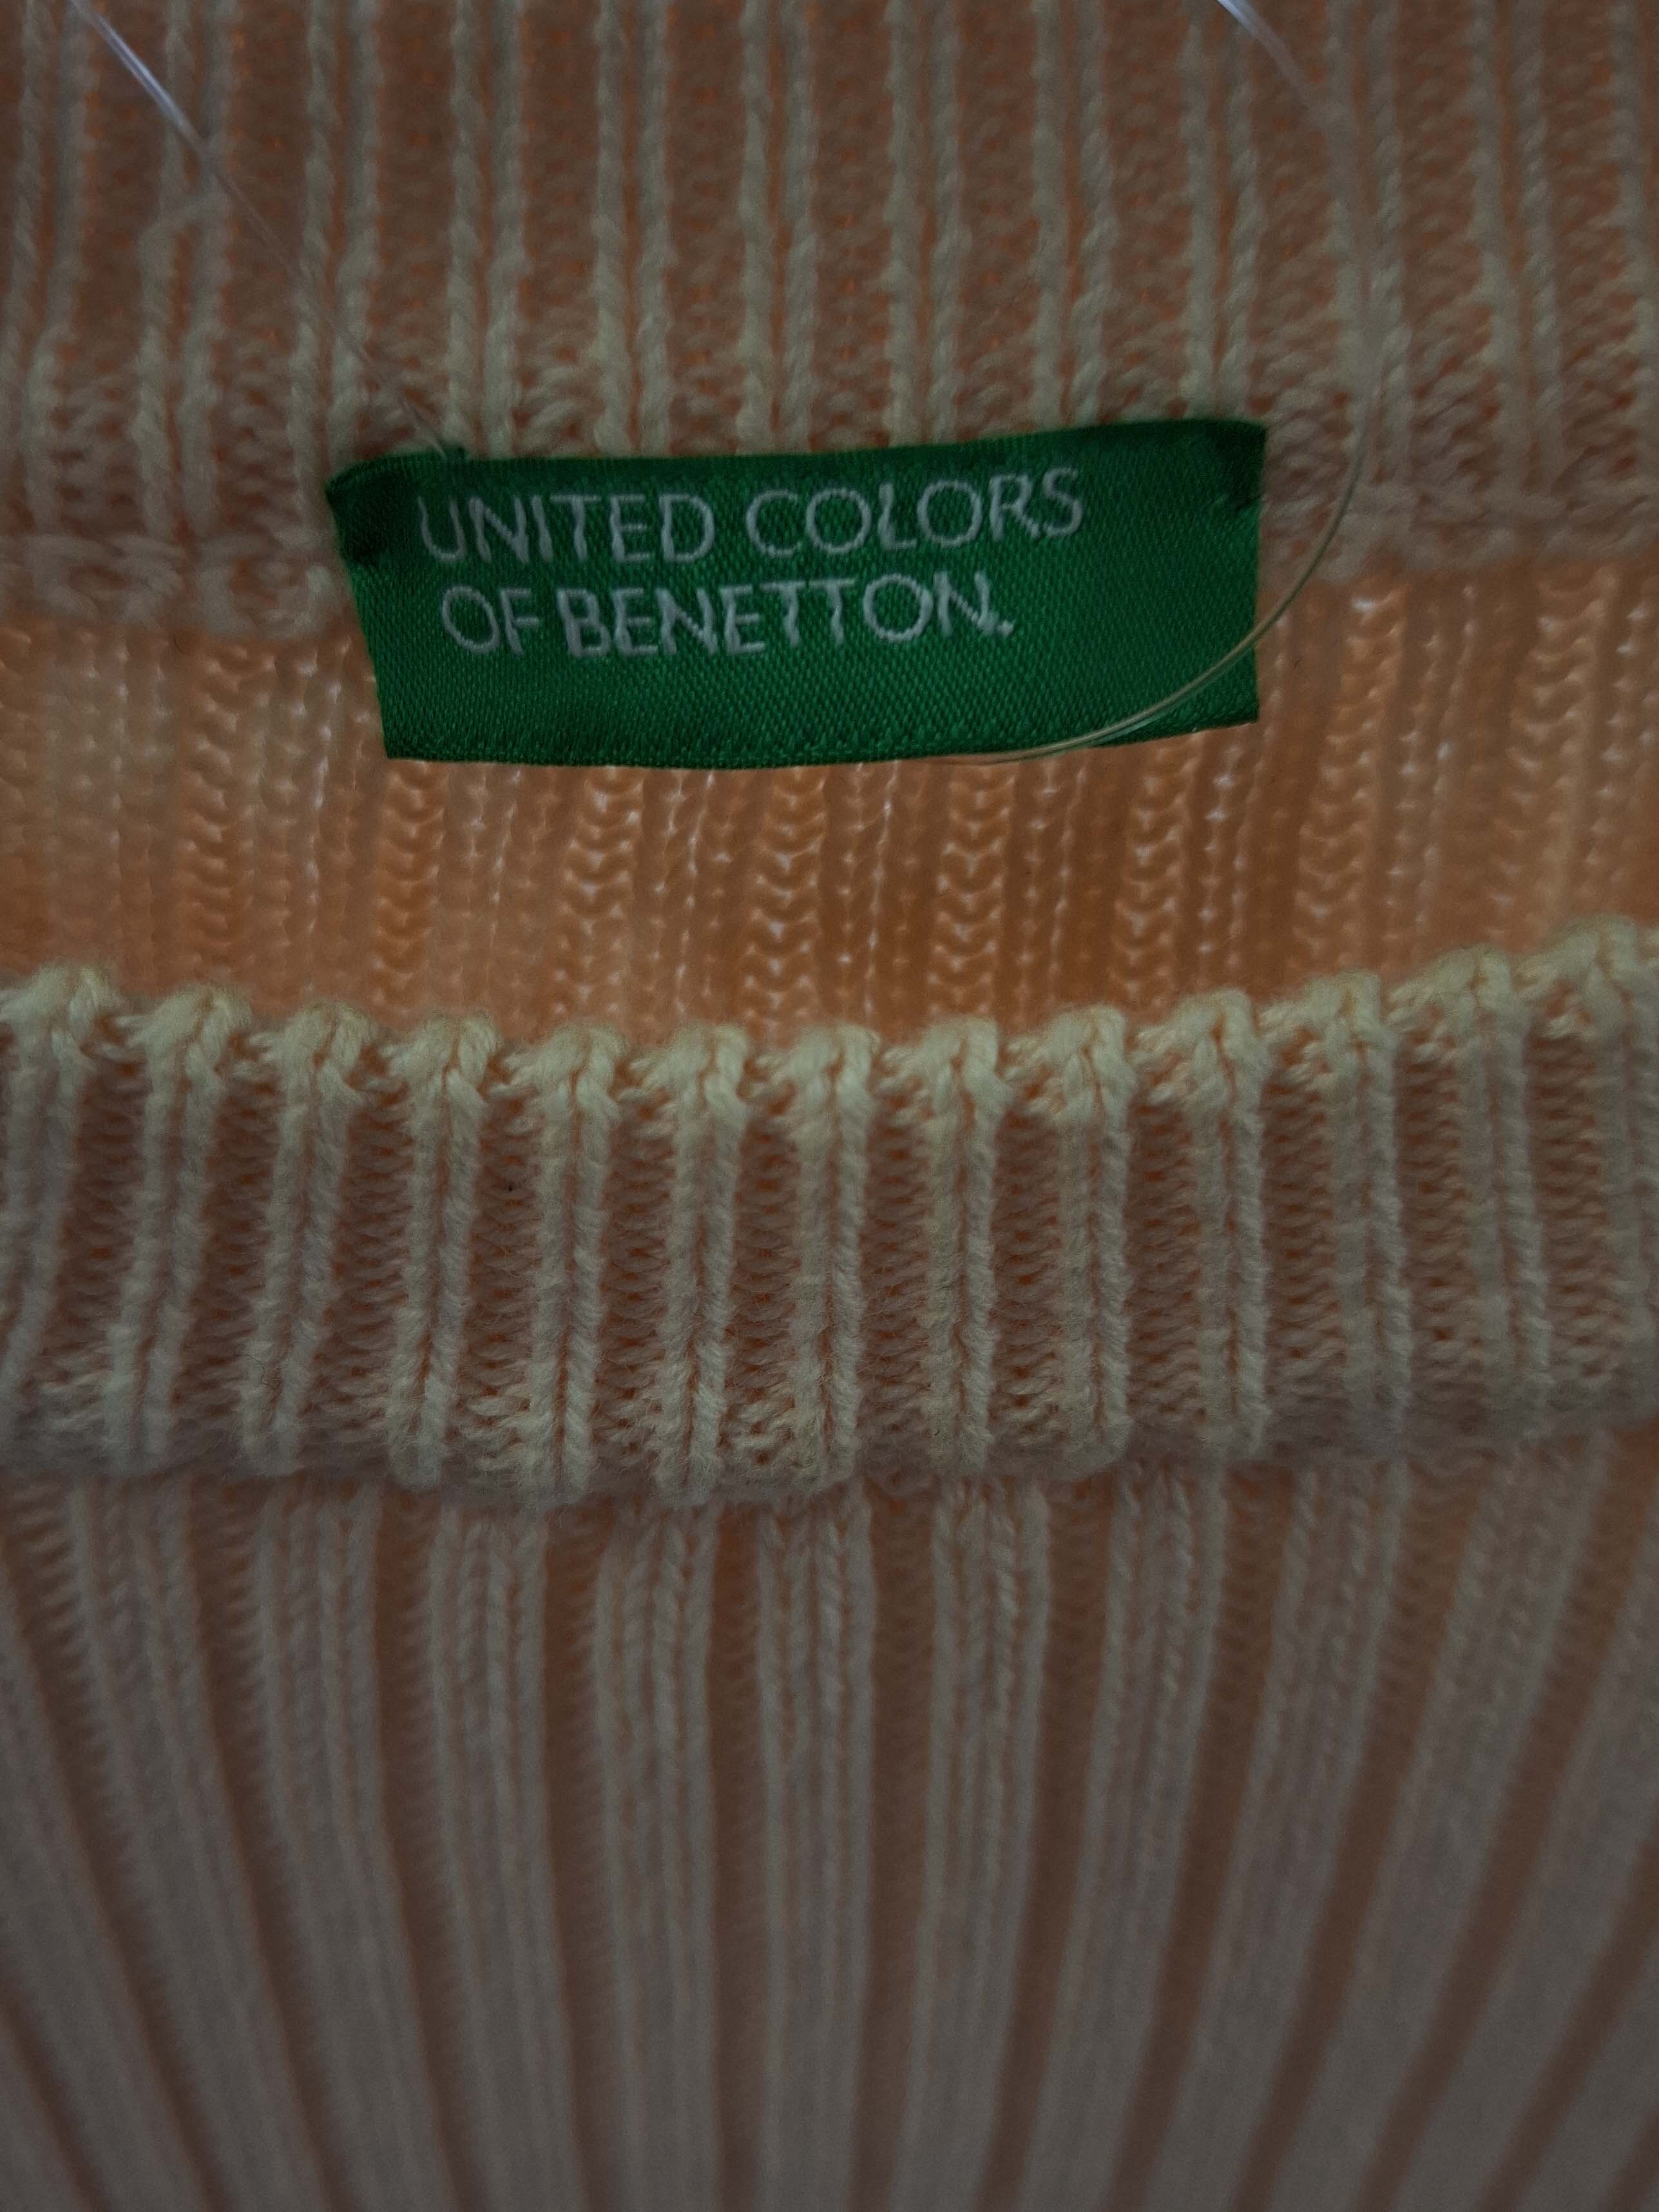 UNITED COLORS
OF BENETTON.